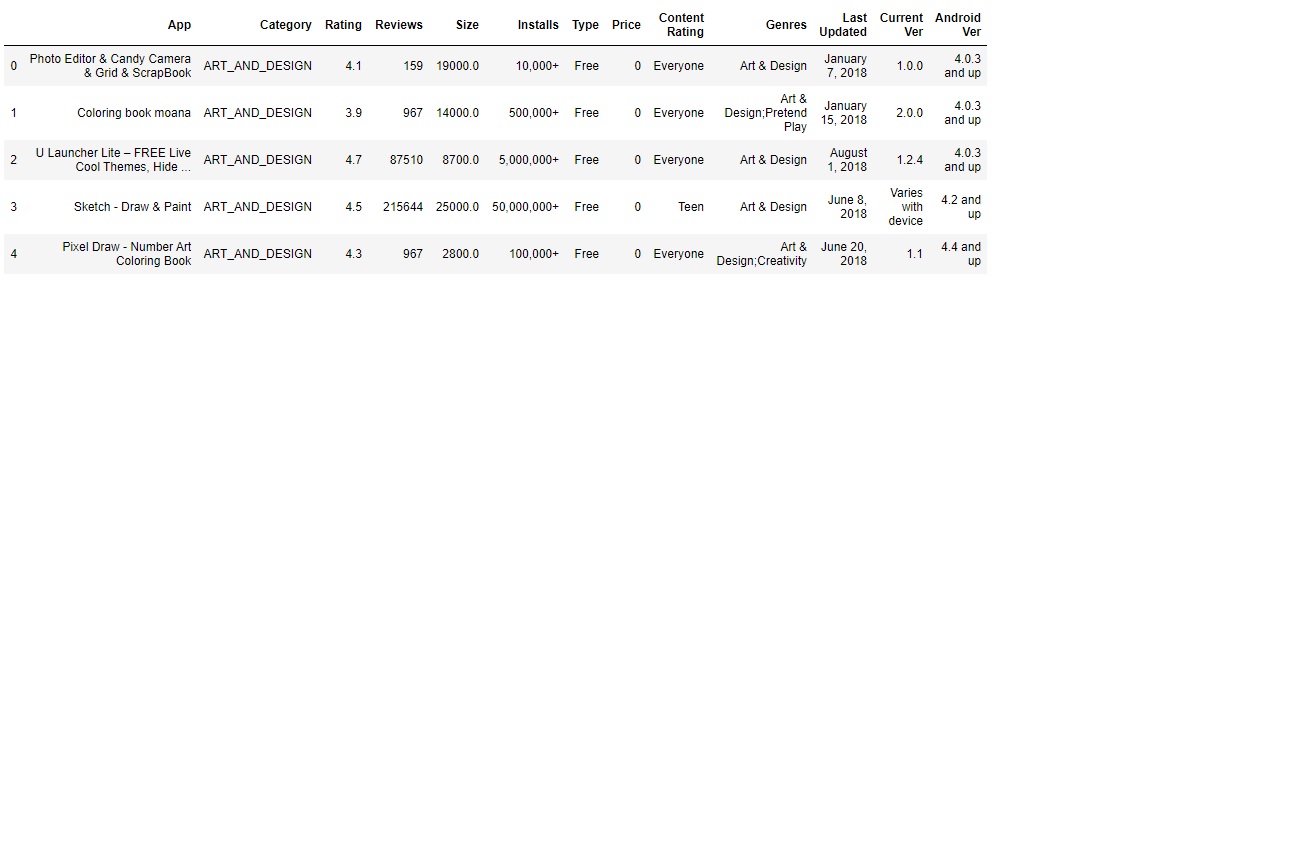 App Category Rating Reviews Size Installs Type Price Content Rating Genres Last Updated Current Ver Android Ver
0 Photo Editor & Candy Camera & Grid & ScrapBook ART_AND_DESIGN 4.1 159 19000.0 10,000+ Free 0 Everyone Art & Design January 7, 2018 1.0.0 4.0.3 and up
1 Coloring book moana ART_AND_DESIGN 3.9 967 14000.0 500,000+ Free 0 Everyone Art & Design;Pretend Play January 15, 2018 2.0.0 4.0.3 and up
2 U Launcher Lite – FREE Live Cool Themes, Hide ... ART_AND_DESIGN 4.7 87510 8700.0 5,000,000+ Free 0 Everyone Art & Design August 1, 2018 1.2.4 4.0.3 and up
3 Sketch - Draw & Paint ART_AND_DESIGN 4.5 215644 25000.0 50,000,000+ Free 0 Teen Art & Design June 8, 2018 Varies with device 4.2 and up
4 Pixel Draw - Number Art Coloring Book ART_AND_DESIGN 4.3 967 2800.0 100,000+ Free 0 Everyone Art & Design;Creativity June 20, 2018 1.1 4.4 and up